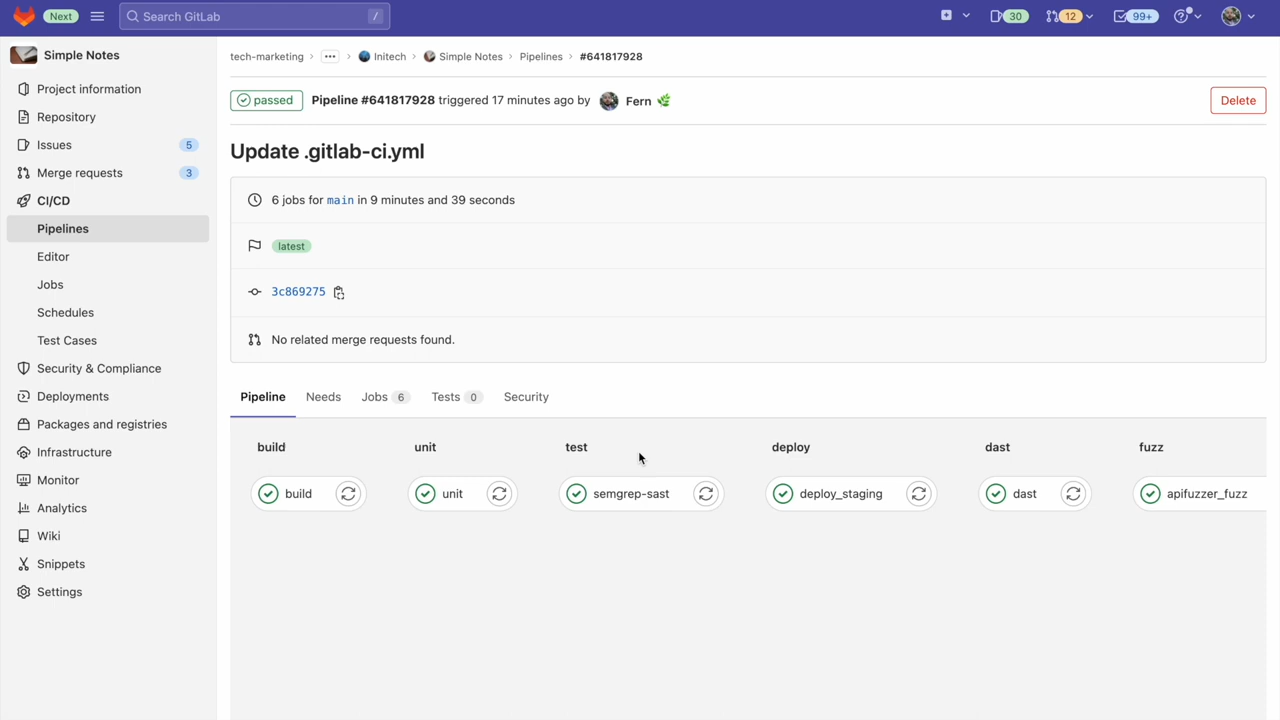 Next
Search GitLab
/
30
12
99+
Simple Notes
tech-marketing
Initech
Simple Notes
Pipelines
#641817928
Project information
Repository
Issues 5
Merge requests 3
CI/CD
Pipelines
Editor
Jobs
Schedules
Test Cases
Security & Compliance
Deployments
Packages and registries
Infrastructure
Monitor
Analytics
Wiki
Snippets
Settings
passed Pipeline #641817928 triggered 17 minutes ago by Fern
Delete
Update .gitlab-ci.yml
6 jobs for main in 9 minutes and 39 seconds
latest
3c869275
No related merge requests found.
Pipeline Needs Jobs 6 Tests 0 Security
build unit test deploy dast fuzz
build unit semgrep-sast deploy_staging dast apifuzzer_fuzz